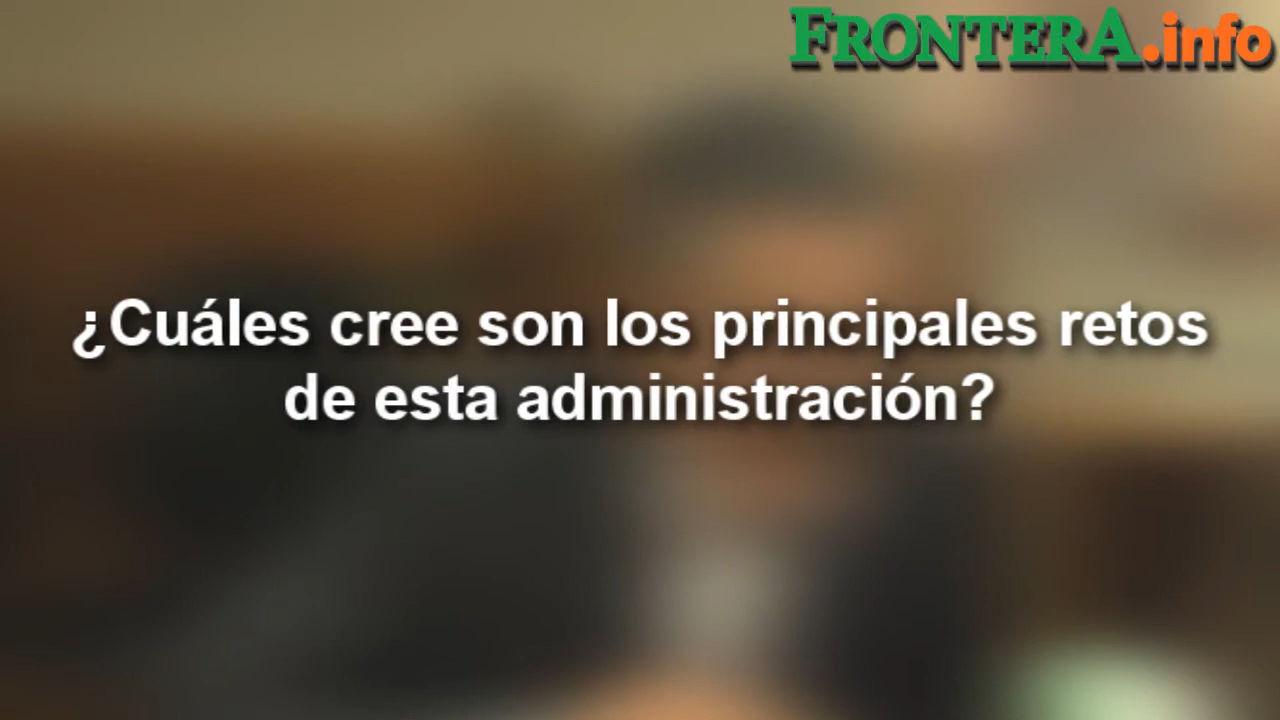 FRONTERA.info
¿Cuáles cree son los principales retos
de esta administración?